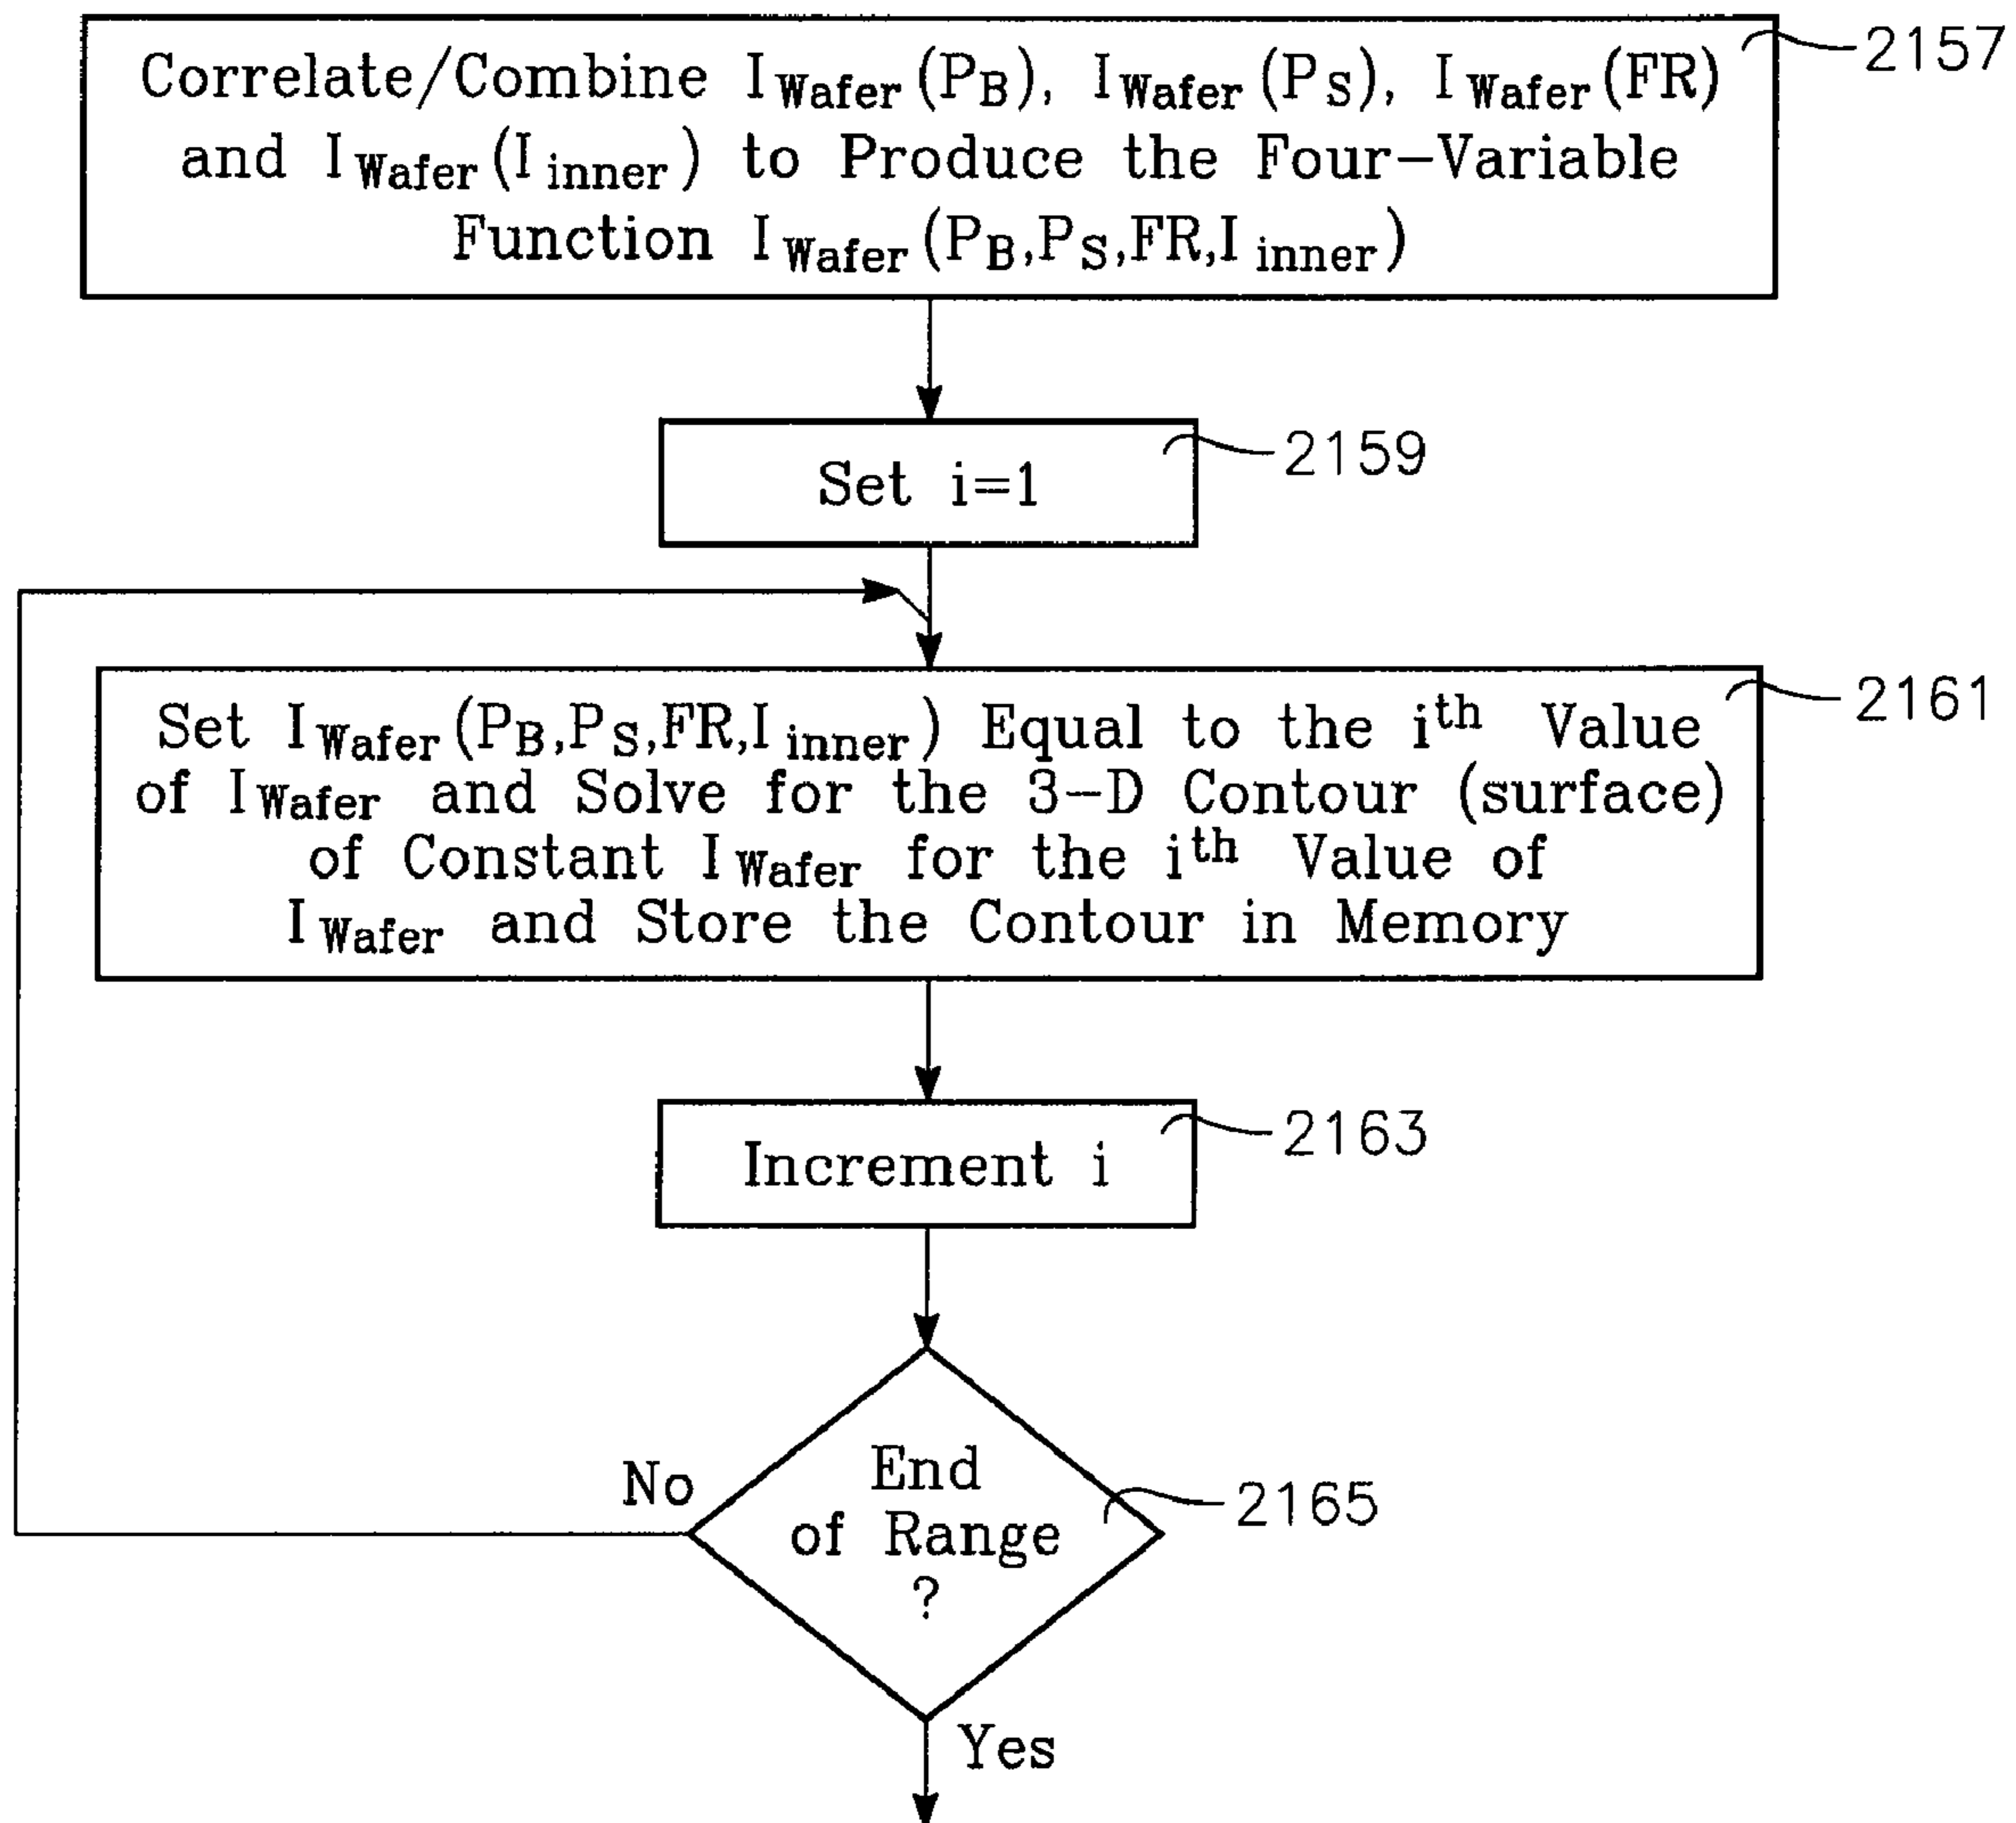 Correlate/Combine I Wafer (PB), I Wafer (PS), I Wafer (FR)
and I Wafer (I inner) to Produce the Four-Variable
Function I Wafer (PB,PS,FR,I inner)
2157
Set i=1
2159
Set I Wafer (PB,PS,FR,I inner) Equal to the ith Value
of I Wafer and Solve for the 3-D Contour (surface)
of Constant I Wafer for the ith Value of
I Wafer and Store the Contour in Memory
2161
Increment i
2163
No
End
of Range
?
2165
Yes